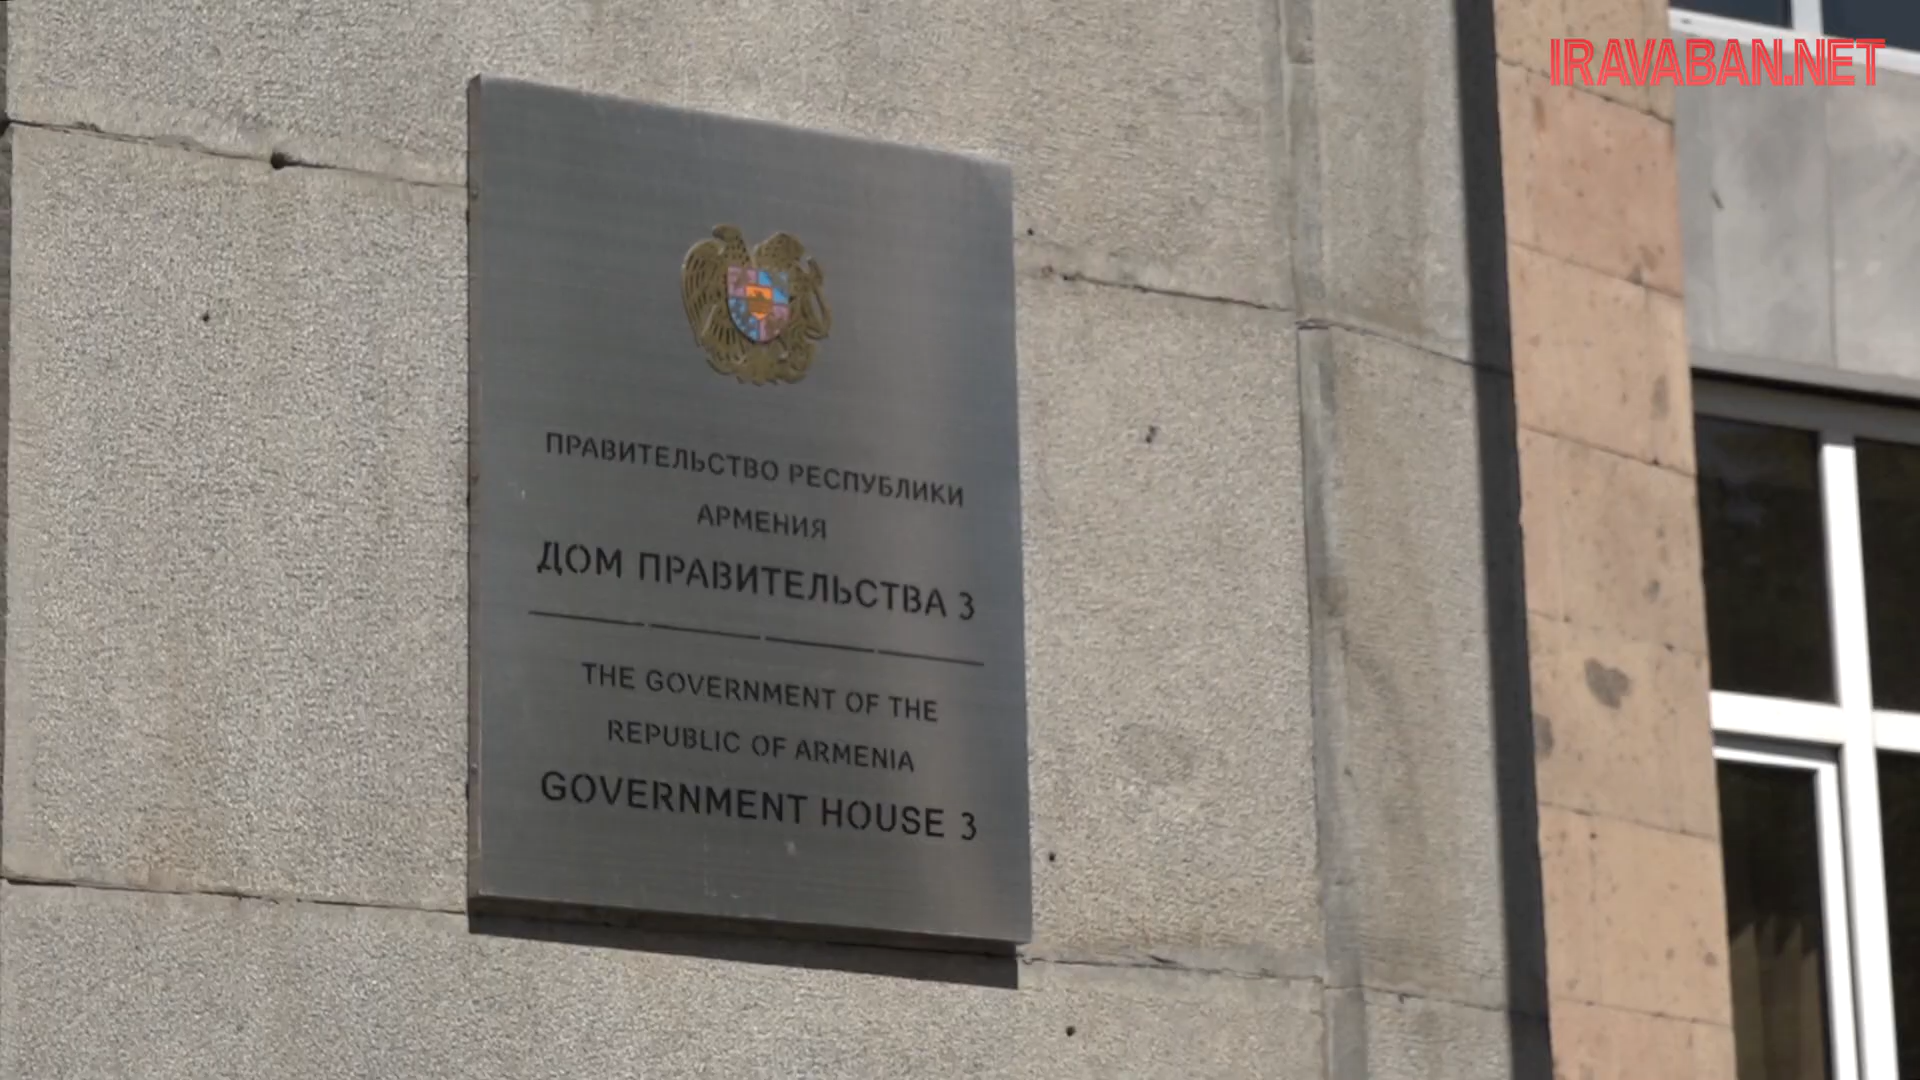 IRAVABAN.NET
ПРАВИТЕЛЬСТВО РЕСПУБЛИКИ
АРМЕНИЯ
ДОМ ПРАВИТЕЛЬСТВА 3
THE GOVERNMENT OF THE
REPUBLIC OF ARMENIA
GOVERNMENT HOUSE 3